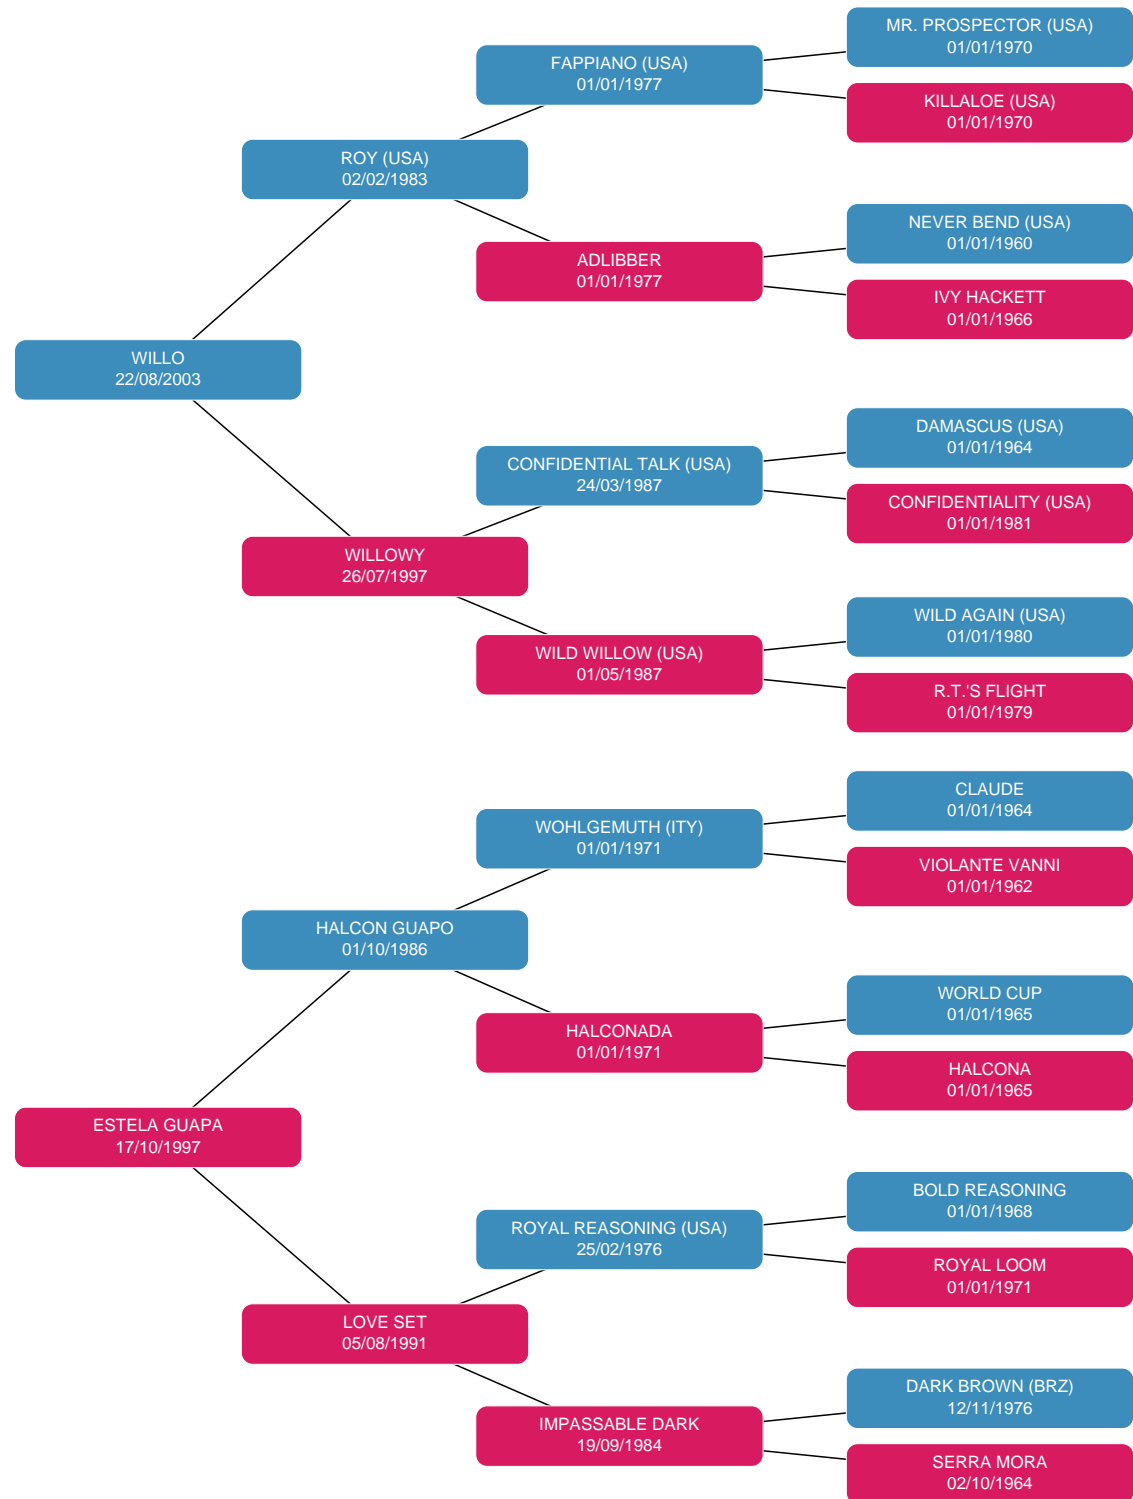 MR. PROSPECTOR (USA)
01/01/1970
FAPPIANO (USA)
01/01/1977
KILLALOE (USA)
01/01/1970
ROY (USA)
02/02/1983
NEVER BEND (USA)
01/01/1960
ADLIBBER
01/01/1977
IVY HACKETT
01/01/1966
WILLO
22/08/2003
DAMASCUS (USA)
01/01/1964
CONFIDENTIAL TALK (USA)
24/03/1987
CONFIDENTIALITY (USA)
01/01/1981
WILLOWY
26/07/1997
WILD AGAIN (USA)
01/01/1980
WILD WILLOW (USA)
01/05/1987
R.T.'S FLIGHT
01/01/1979
CLAUDE
01/01/1964
WOHLGEMUTH (ITY)
01/01/1971
VIOLANTE VANNI
01/01/1962
HALCON GUAPO
01/10/1986
WORLD CUP
01/01/1965
HALCONADA
01/01/1971
HALCONA
01/01/1965
ESTELA GUAPA
17/10/1997
BOLD REASONING
01/01/1968
ROYAL REASONING (USA)
25/02/1976
ROYAL LOOM
01/01/1971
LOVE SET
05/08/1991
DARK BROWN (BRZ)
12/11/1976
IMPASSABLE DARK
19/09/1984
SERRA MORA
02/10/1964